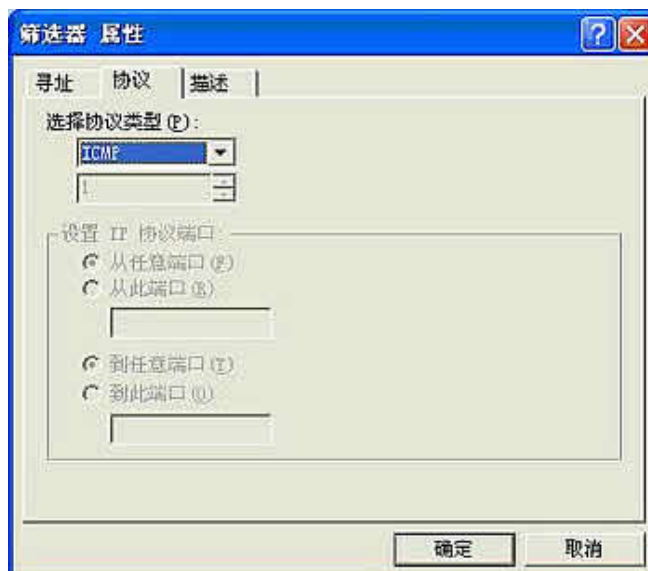 筛选器 属性
寻址 协议 描述
选择协议类型(P):
ICMP
1
设置 IP 协议端口:
从任意端口(F)
从此端口(R)
到任意端口(T)
到此端口(O)
确定 取消